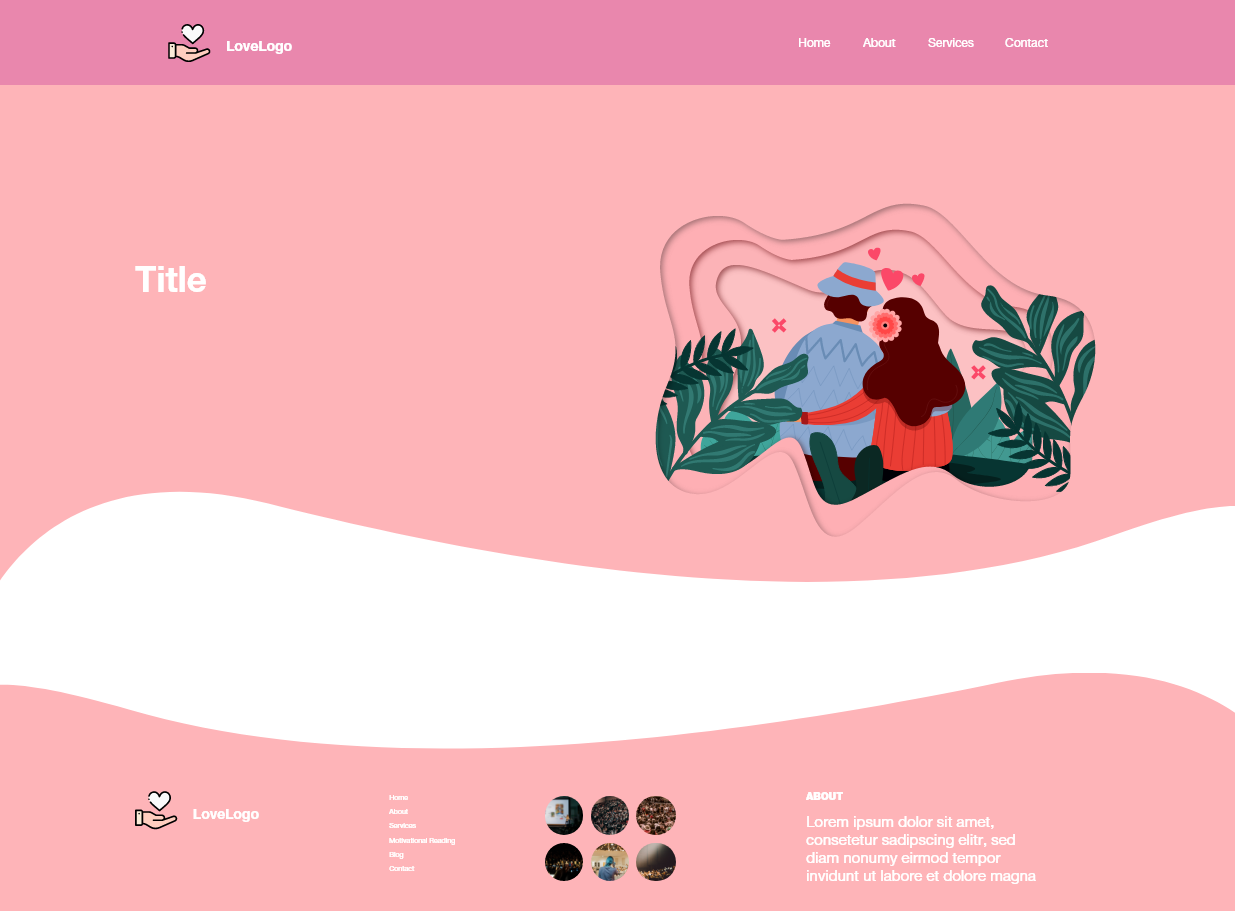 LoveLogo
Home About Services Contact
Title
LoveLogo
Home
About
Services
Motivational Reading
Blog
Contact
ABOUT
Lorem ipsum dolor sit amet,
consetetur sadipscing elitr, sed
diam nonumy eirmod tempor
invidunt ut labore et dolore magna